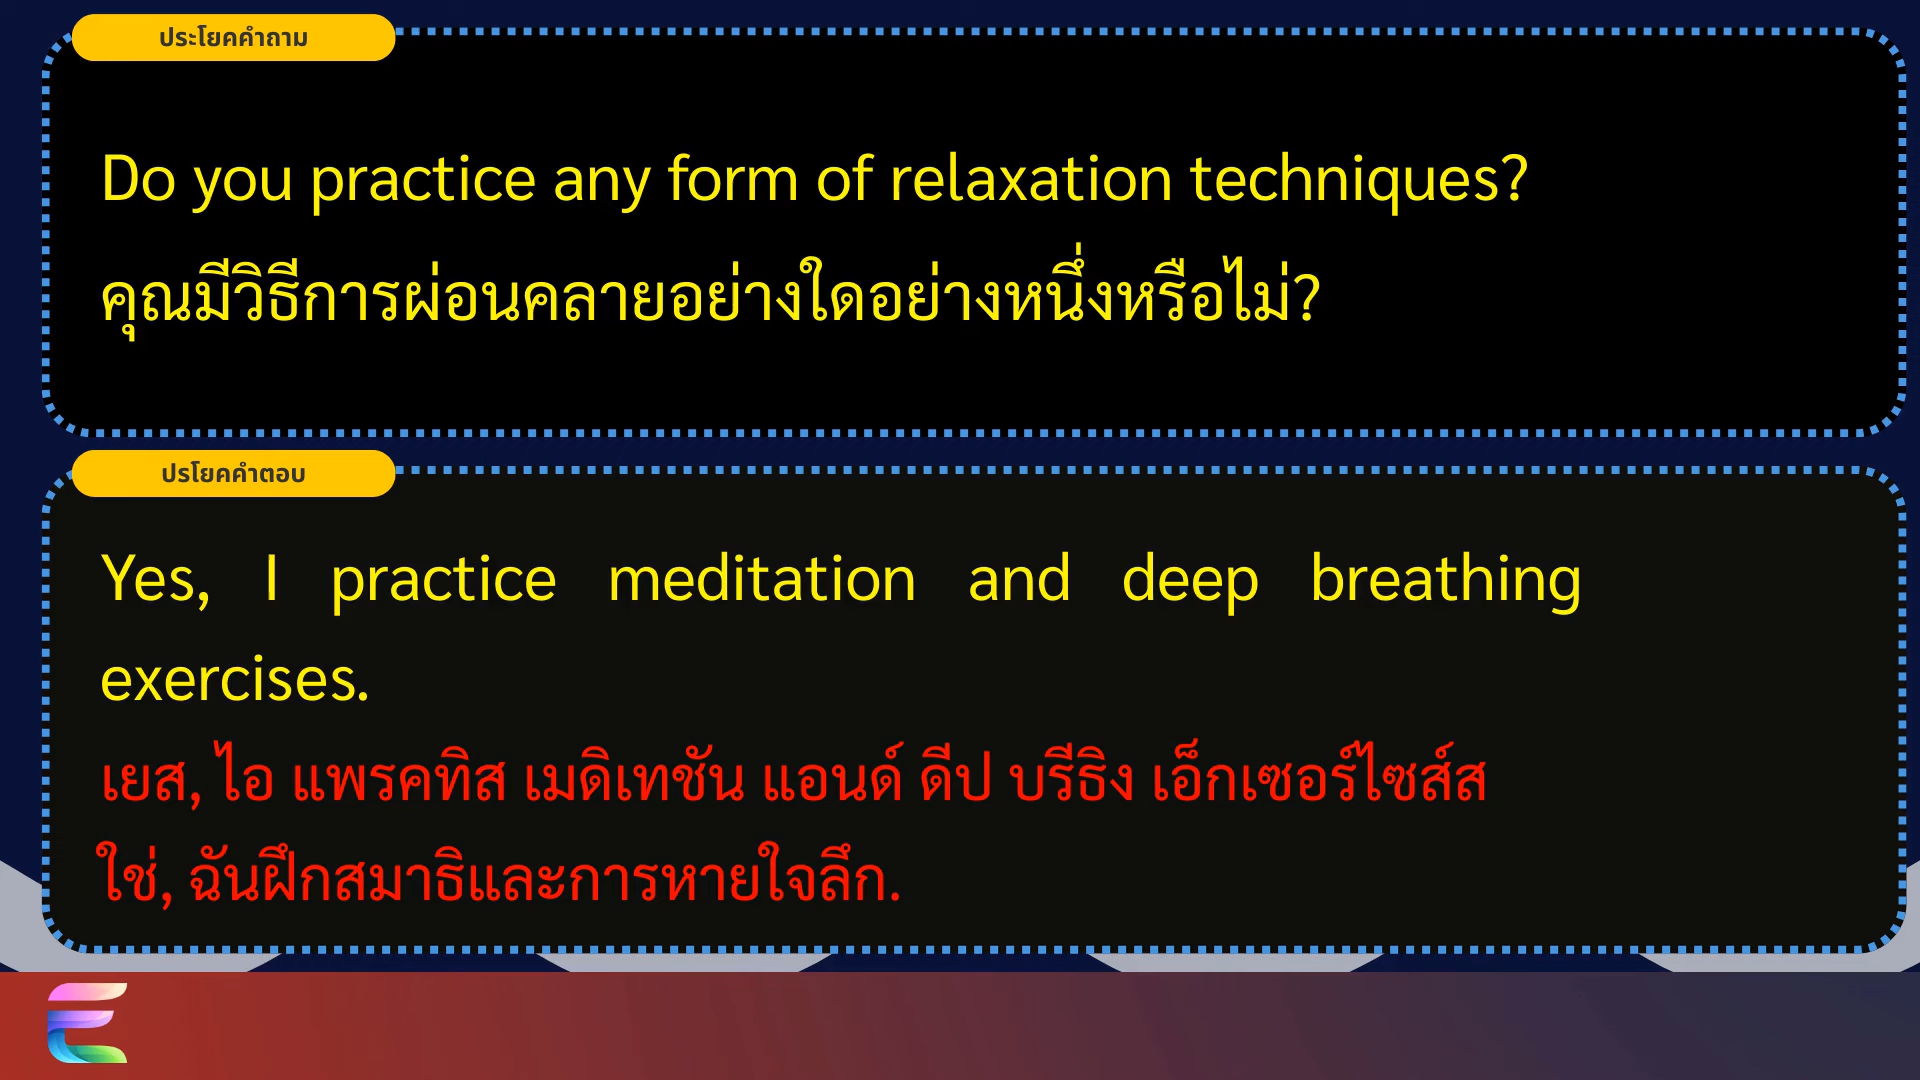 ประโยคคำถาม
Do you practice any form of relaxation techniques?
คุณมีวิธีการผ่อนคลายอย่างใดอย่างหนึ่งหรือไม่?
ปรโยคคำตอบ
Yes, I practice meditation and deep breathing
exercises.
เยส, ไอ แพรคทิส เมดิเทชัน แอนด์ ดีป บรีธิง เอ็กเซอร์ไซส์ส
ใช่, ฉันฝึกสมาธิและการหายใจลึก.